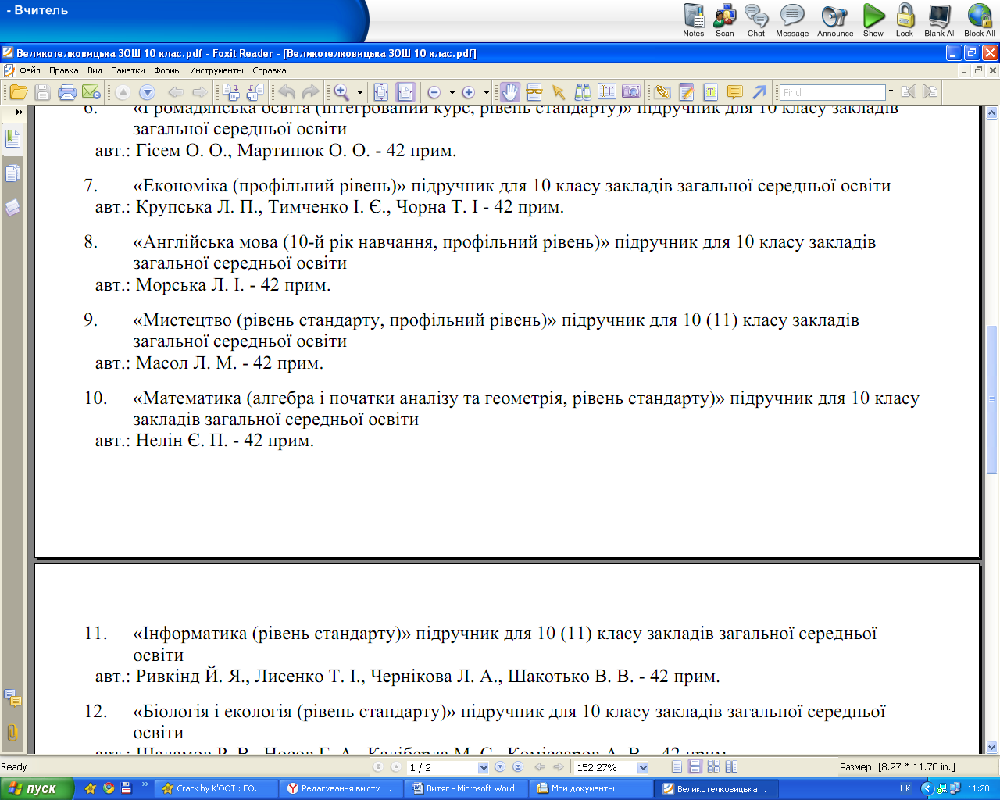 - Вчитель
Notes Scan Chat Message Announce Show Lock Blank All Block All
Великотелковицька ЗОШ 10 клас.pdf - Foxit Reader - [Великотелковицька ЗОШ 10 клас.pdf]
Файл Правка Вид Заметки Формы Инструменты Справка
Find
6. «Громадянська освіта (інтегрований курс, рівень стандарту)» підручник для 10 класу закладів
загальної середньої освіти
авт.: Гісем О. О., Мартинюк О. О. - 42 прим.
7. «Економіка (профільний рівень)» підручник для 10 класу закладів загальної середньої освіти
авт.: Крупська Л. П., Тимченко І. Є., Чорна Т. І - 42 прим.
8. «Англійська мова (10-й рік навчання, профільний рівень)» підручник для 10 класу закладів
загальної середньої освіти
авт.: Морська Л. І. - 42 прим.
9. «Мистецтво (рівень стандарту, профільний рівень)» підручник для 10 (11) класу закладів
загальної середньої освіти
авт.: Масол Л. М. - 42 прим.
10. «Математика (алгебра і початки аналізу та геометрія, рівень стандарту)» підручник для 10 класу
закладів загальної середньої освіти
авт.: Нелін Є. П. - 42 прим.
11. «Інформатика (рівень стандарту)» підручник для 10 (11) класу закладів загальної середньої
освіти
авт.: Ривкінд Й. Я., Лисенко Т. І., Чернікова Л. А., Шакотько В. В. - 42 прим.
12. «Біологія і екологія (рівень стандарту)» підручник для 10 класу закладів загальної середньої
освіти
авт.: Шаламов Р. В., Носов Г. А., Каліберда М. С., Коміссаров А. В. - 42 прим.
Ready 1 / 2 152.27% Размер: [8.27 * 11.70 in.]
пуск Crack by K'OOT : ГО... Редагування вмісту ... Витяг - Microsoft Word Мои документы Великотелковицька... UK 11:28